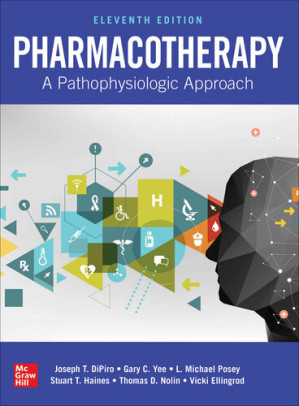 ELEVENTH EDITION
PHARMACOTHERAPY
A Pathophysiologic Approach
H
Rx
Mc
Graw
Hill
Joseph T. DiPiro • Gary C. Yee • L. Michael Posey
Stuart T. Haines • Thomas D. Nolin • Vicki Ellingrod